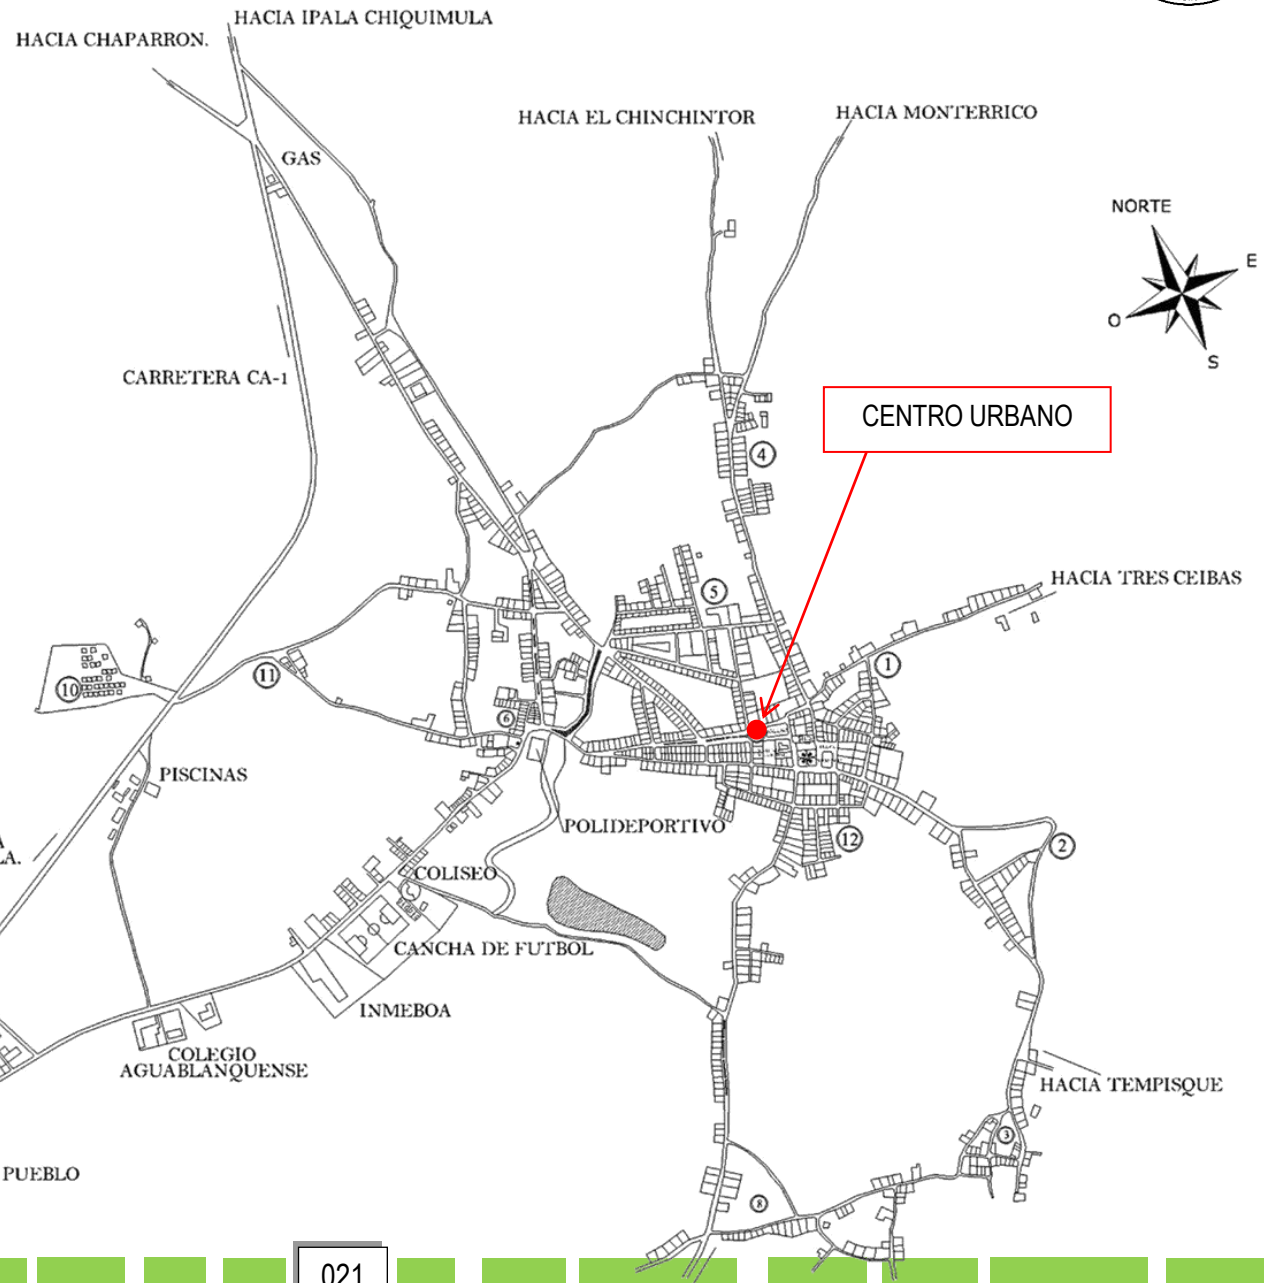 HACIA IPALA CHIQUIMULA
HACIA CHAPARRON.
HACIA EL CHINCHINTOR
HACIA MONTERRICO
GAS
NORTE
E
O
S
CARRETERA CA-1
CENTRO URBANO
4
HACIA TRES CEIBAS
5
1
11
10
6
PISCINAS
POLIDEPORTIVO
12
2
A
LA.
COLISEO
CANCHA DE FUTBOL
INMEBOA
COLEGIO
AGUABLANQUENSE
HACIA TEMPISQUE
3
PUEBLO
8
021